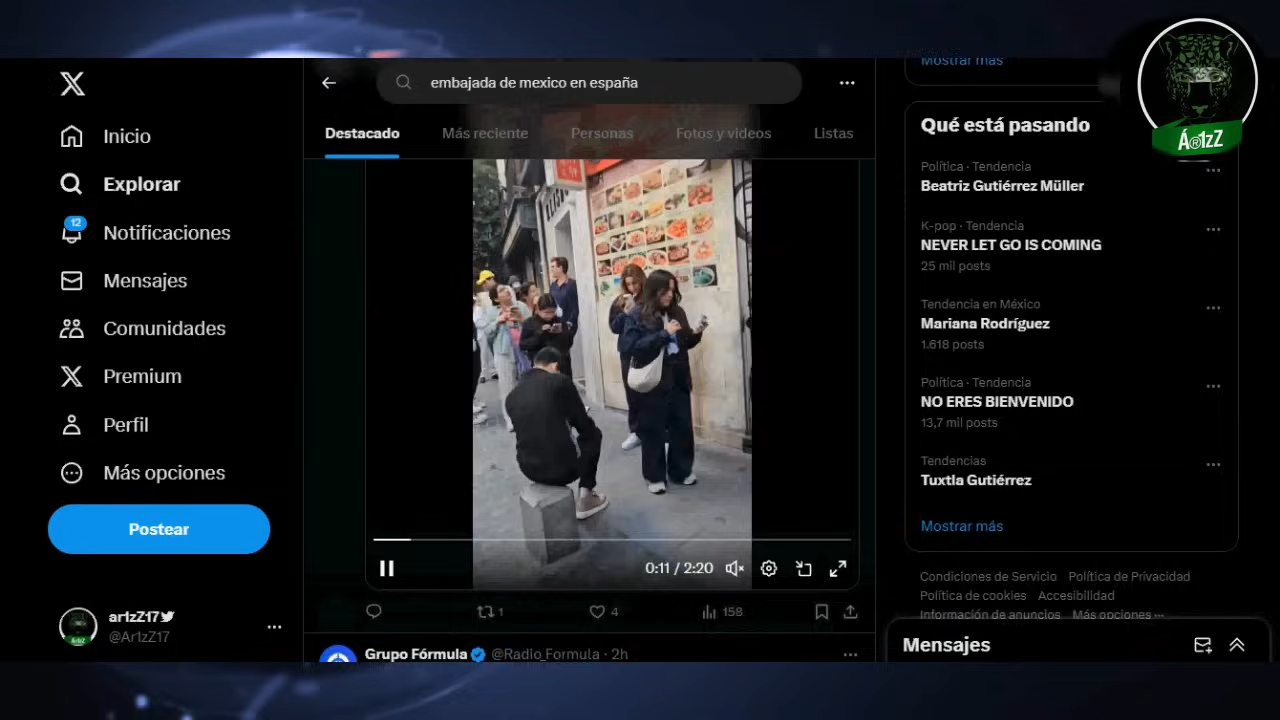 Inicio
Explorar
12
Notificaciones
Mensajes
Comunidades
Premium
Perfil
Más opciones
Postear
ar1zZ17
@Ar1zZ17
embajada de mexico en españa
Destacado
Más reciente
Personas
Fotos y videos
Listas
0:11 / 2:20
1
4
158
Grupo Fórmula
@Radio_Formula · 2h
Mostrar más
Á®1zZ
Qué está pasando
Política · Tendencia
Beatriz Gutiérrez Müller
K-pop · Tendencia
NEVER LET GO IS COMING
25 mil posts
Tendencia en México
Mariana Rodríguez
1.618 posts
Política · Tendencia
NO ERES BIENVENIDO
13,7 mil posts
Tendencias
Tuxtla Gutiérrez
Mostrar más
Condiciones de Servicio Política de Privacidad
Política de cookies Accesibilidad
Información de anuncios Más opciones ...
Mensajes